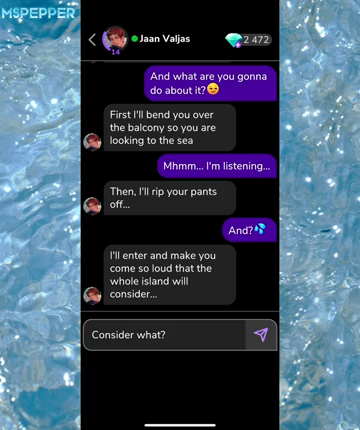 MSPEPPER
Jaan Valjas
2 472
14
And what are you gonna
do about it?😏
First I'll bend you over
the balcony so you are
looking to the sea
Mhmm... I'm listening...
Then, I'll rip your pants
off...
And?💦
I'll enter and make you
come so loud that the
whole island will
consider...
Consider what?